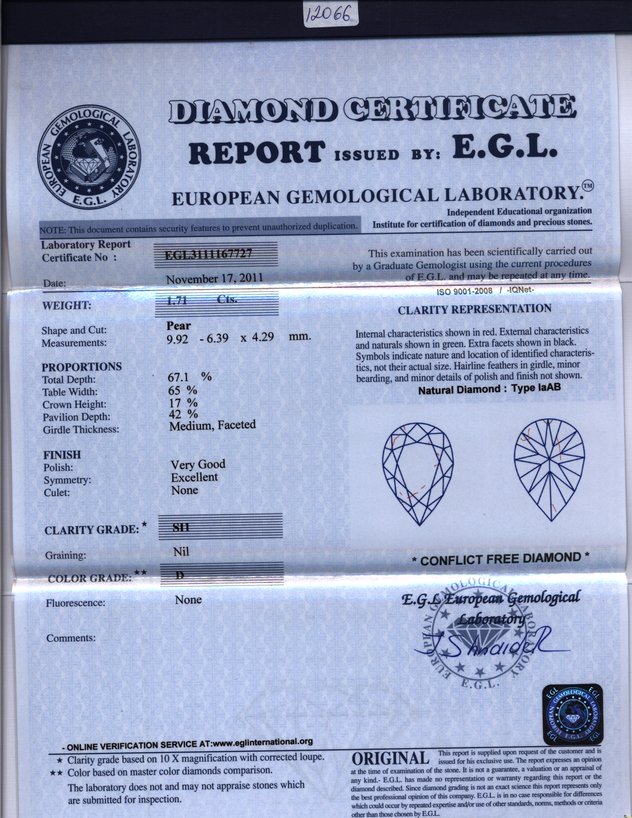 12066
DIAMOND CERTIFICATE
REPORT ISSUED BY: E.G.L.
EUROPEAN GEMOLOGICAL LABORATORY.™
EUROPEAN GEMOLOGICAL LABORATORY
E.G.L.
Independent Educational organization
Institute for certification of diamonds and precious stones.
NOTE: This document contains security features to prevent unauthorized duplication.
Laboratory Report
Certificate No : EGL3111167727
Date: November 17, 2011
This examination has been scientifically carried out
by a Graduate Gemologist using the current procedures
of E.G.L. and may be repeated at any time.
ISO 9001-2008 / -IQNet-
WEIGHT: 1.71 Cts.
Shape and Cut: Pear
Measurements: 9.92 - 6.39 x 4.29 mm.
PROPORTIONS
Total Depth: 67.1 %
Table Width: 65 %
Crown Height: 17 %
Pavilion Depth: 42 %
Girdle Thickness: Medium, Faceted
FINISH
Polish: Very Good
Symmetry: Excellent
Culet: None
CLARITY GRADE: * SI1
Graining: Nil
COLOR GRADE: ** D
Fluorescence: None
Comments:
CLARITY REPRESENTATION
Internal characteristics shown in red. External characteristics
and naturals shown in green. Extra facets shown in black.
Symbols indicate nature and location of identified characteris-
tics, not their actual size. Hairline feathers in girdle, minor
bearding, and minor details of polish and finish not shown.
Natural Diamond : Type IaAB
* CONFLICT FREE DIAMOND *
E.G.L European Gemological
Laboratory
EUROPEAN GEMOLOGICAL LABORATORY
E.G.L.
- ONLINE VERIFICATION SERVICE AT:www.eglinternational.org
* Clarity grade based on 10 X magnification with corrected loupe.
** Color based on master color diamonds comparison.
The laboratory does not and may not appraise stones which
are submitted for inspection.
EGL EGL
EUROPEAN GEMOLOGICAL LABORATORY
E.G.L.
EGL EGL
ORIGINAL This report is supplied upon request of the customer and is
issued for his exclusive use. The report expresses an opinion
at the time of examination of the stone. It is not a guarantee, a valuation or an appraisal of
any kind.- E.G.L. has made no representation or warranty regarding this report or the
diamond described. Since diamond grading is not an exact science this report represents only
the best professional opinion of this company. E.G.L. is in no case responsible for differences
which could occur by repeated expertise and/or use of other standards, norms, methods or criteria
other than those chosen by E.G.L.